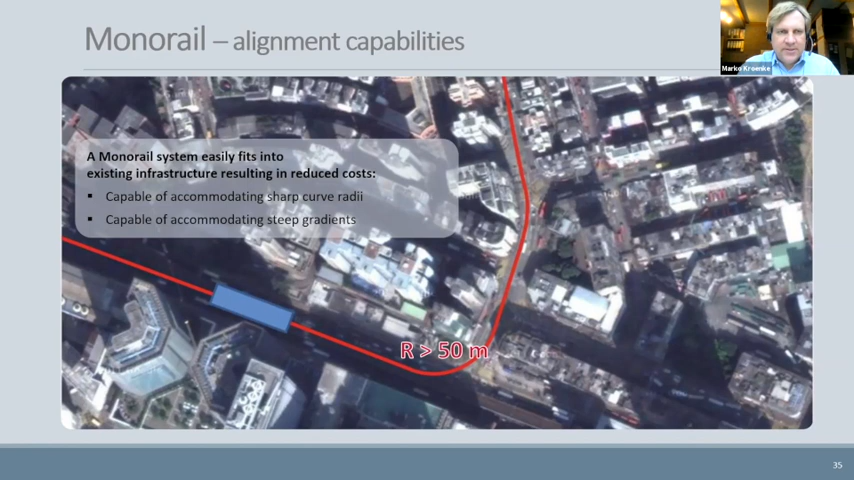 Monorail – alignment capabilities
Marko Kroenke
A Monorail system easily fits into
existing infrastructure resulting in reduced costs:
▪ Capable of accommodating sharp curve radii
▪ Capable of accommodating steep gradients
R > 50 m
35